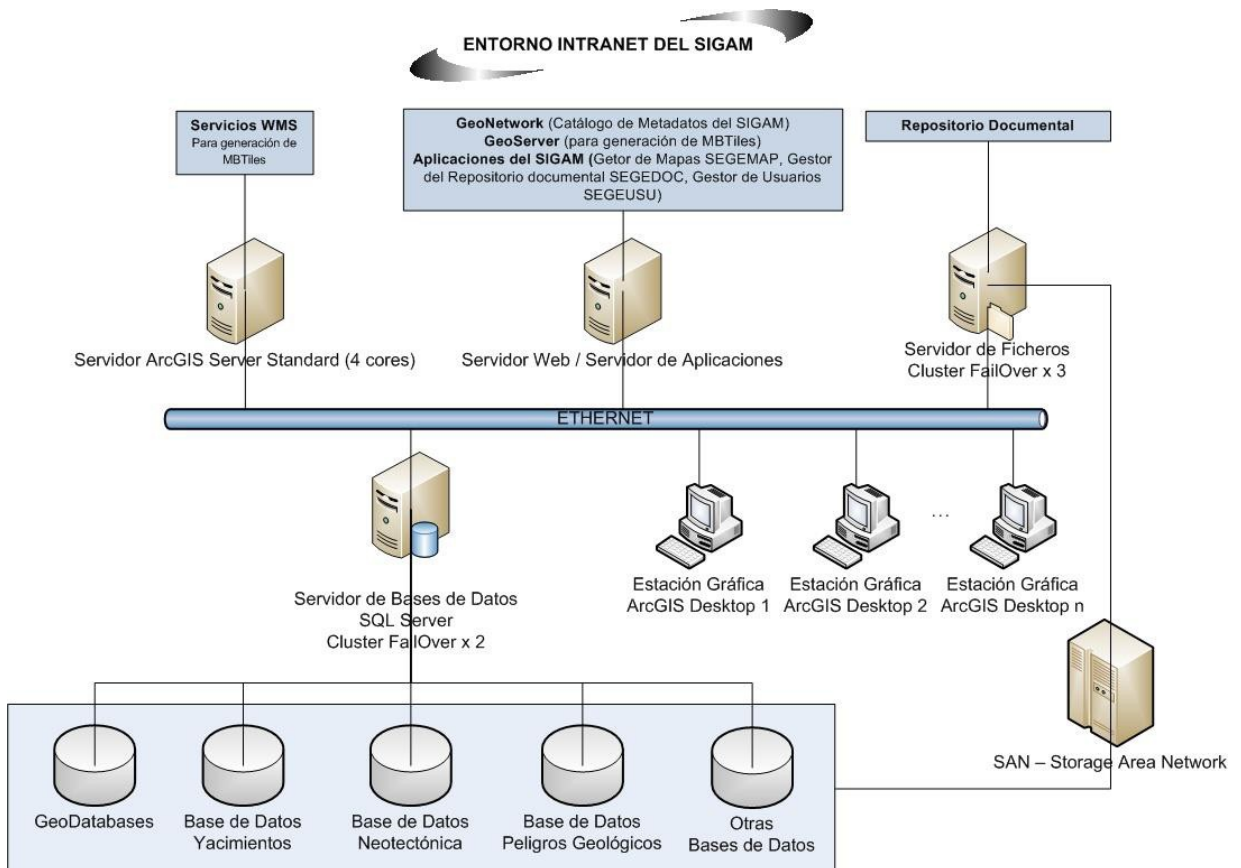 ENTORNO INTRANET DEL SIGAM
Servicios WMS
Para generación de
MBTiles
GeoNetwork (Catálogo de Metadatos del SIGAM)
GeoServer (para generación de MBTiles)
Aplicaciones del SIGAM (Getor de Mapas SEGEMAP, Gestor
del Repositorio documental SEGEDOC, Gestor de Usuarios
SEGEUSU)
Repositorio Documental
Servidor ArcGIS Server Standard (4 cores)
Servidor Web / Servidor de Aplicaciones
Servidor de Ficheros
Cluster FailOver x 3
ETHERNET
Servidor de Bases de Datos
SQL Server
Cluster FailOver x 2
Estación Gráfica
ArcGIS Desktop 1
Estación Gráfica
ArcGIS Desktop 2
...
Estación Gráfica
ArcGIS Desktop n
SAN – Storage Area Network
GeoDatabases
Base de Datos
Yacimientos
Base de Datos
Neotectónica
Base de Datos
Peligros Geológicos
Otras
Bases de Datos